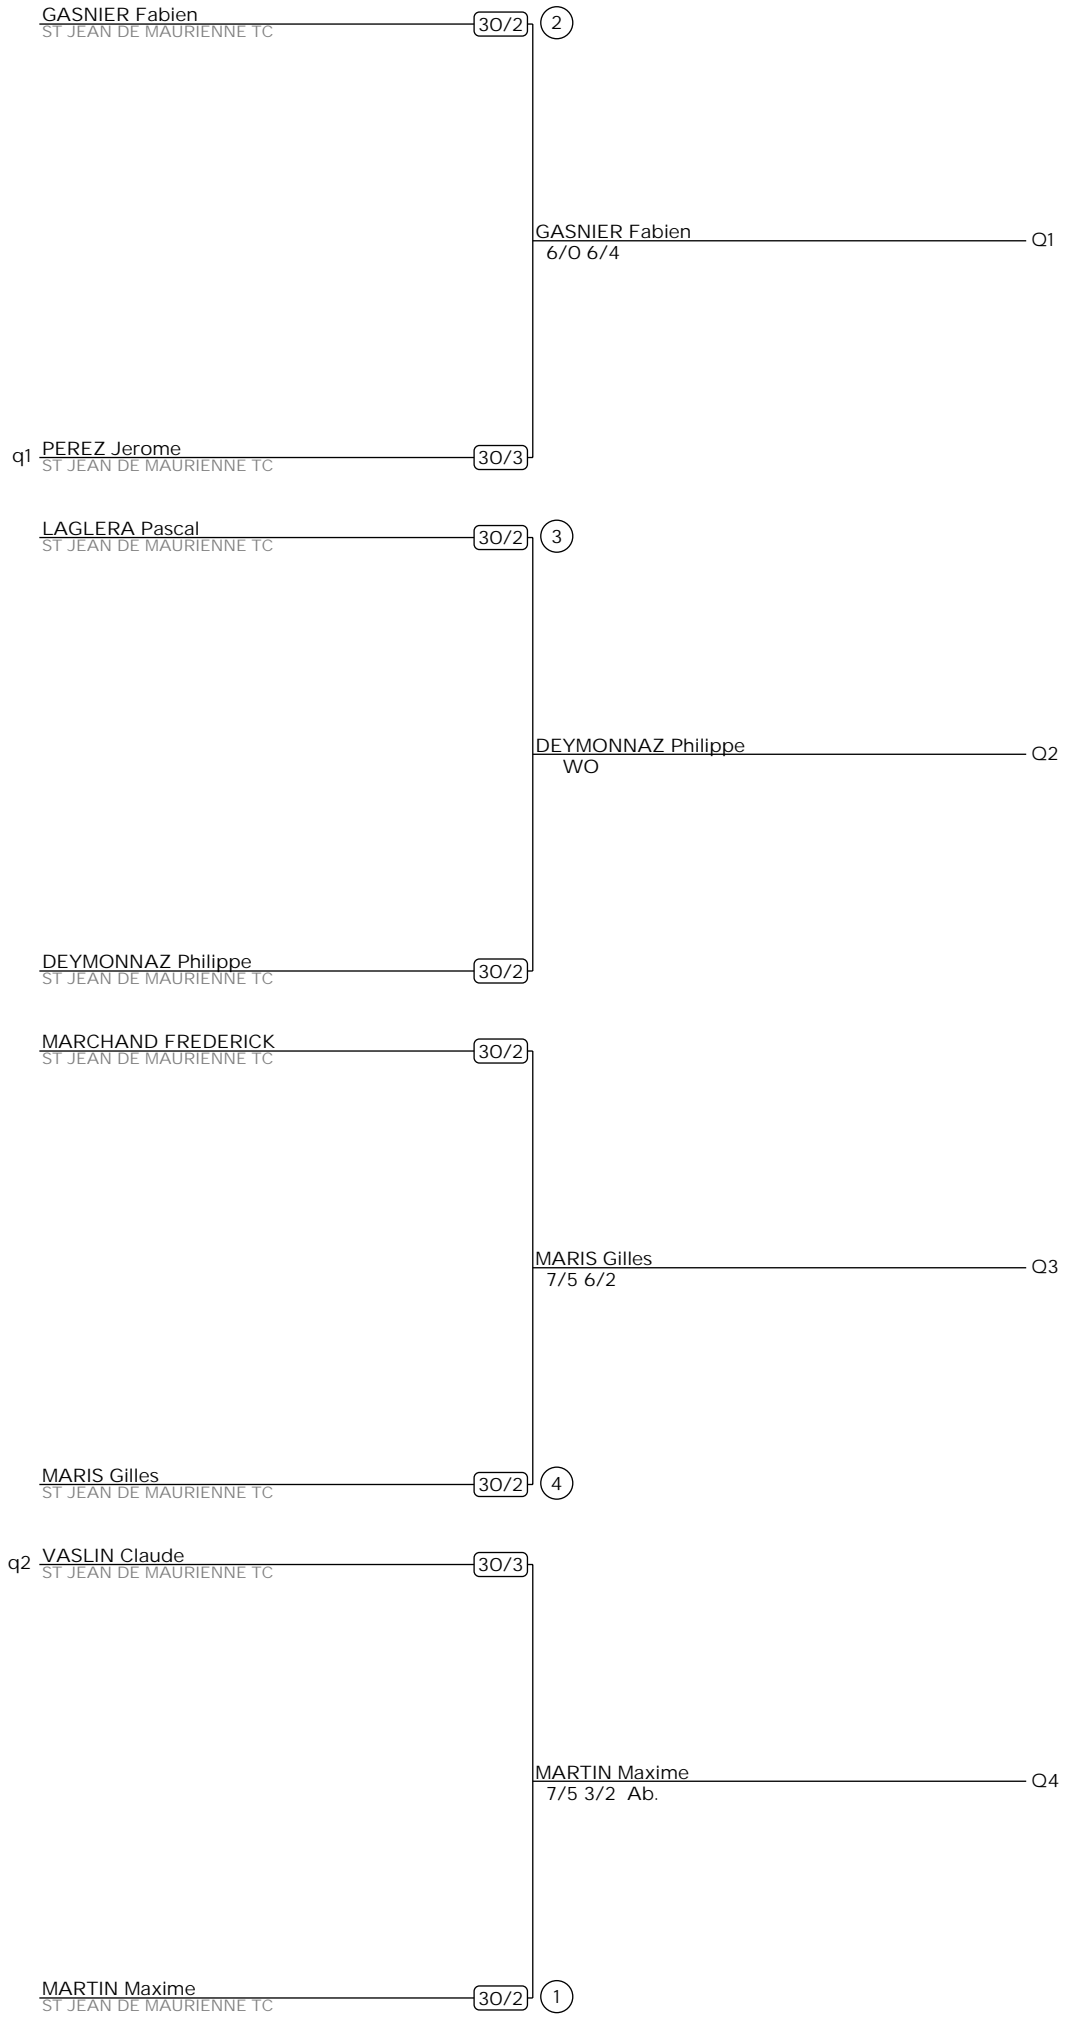 GASNIER Fabien
ST JEAN DE MAURIENNE TC
30/2
2
GASNIER Fabien
6/0 6/4
Q1
q1
PEREZ Jerome
ST JEAN DE MAURIENNE TC
30/3
LAGLERA Pascal
ST JEAN DE MAURIENNE TC
30/2
3
DEYMONNAZ Philippe
WO
Q2
DEYMONNAZ Philippe
ST JEAN DE MAURIENNE TC
30/2
MARCHAND FREDERICK
ST JEAN DE MAURIENNE TC
30/2
MARIS Gilles
7/5 6/2
Q3
MARIS Gilles
ST JEAN DE MAURIENNE TC
30/2
4
q2
VASLIN Claude
ST JEAN DE MAURIENNE TC
30/3
MARTIN Maxime
7/5 3/2 Ab.
Q4
MARTIN Maxime
ST JEAN DE MAURIENNE TC
30/2
1